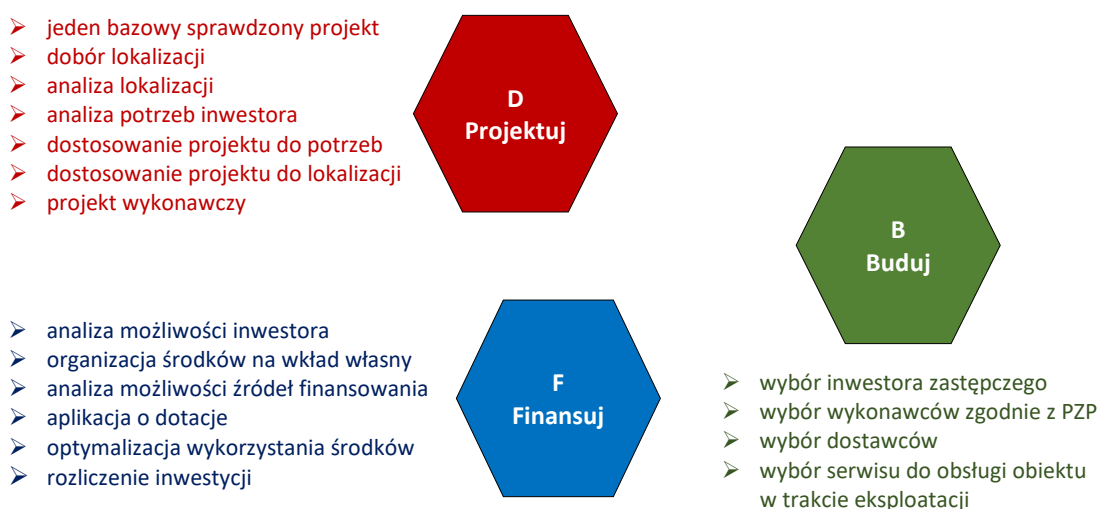 ➢ jeden bazowy sprawdzony projekt
➢ dobór lokalizacji
➢ analiza lokalizacji
➢ analiza potrzeb inwestora
➢ dostosowanie projektu do potrzeb
➢ dostosowanie projektu do lokalizacji
➢ projekt wykonawczy
D
Projektuj
B
Buduj
➢ analiza możliwości inwestora
➢ organizacja środków na wkład własny
➢ analiza możliwości źródeł finansowania
➢ aplikacja o dotacje
➢ optymalizacja wykorzystania środków
➢ rozliczenie inwestycji
F
Finansuj
➢ wybór inwestora zastępczego
➢ wybór wykonawców zgodnie z PZP
➢ wybór dostawców
➢ wybór serwisu do obsługi obiektu
w trakcie eksploatacji